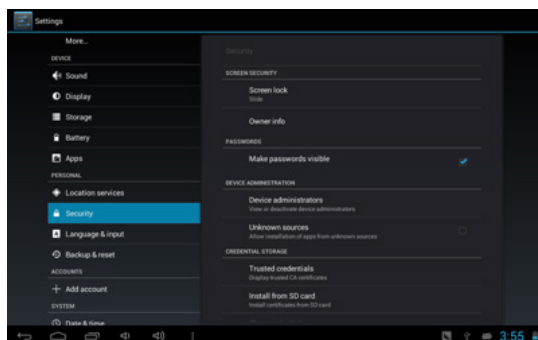 Settings
More...
DEVICE
Sound
Display
Storage
Battery
Apps
PERSONAL
Location services
Security
Language & input
Backup & reset
ACCOUNTS
Add account
SYSTEM
Date & time
Security
SCREEN SECURITY
Screen lock
Slide
Owner info
PASSWORDS
Make passwords visible
DEVICE ADMINISTRATION
Device administrators
View or deactivate device administrators
Unknown sources
Allow installation of apps from unknown sources
CREDENTIAL STORAGE
Trusted credentials
Display trusted CA certificates
Install from SD card
Install certificates from SD card
3:55